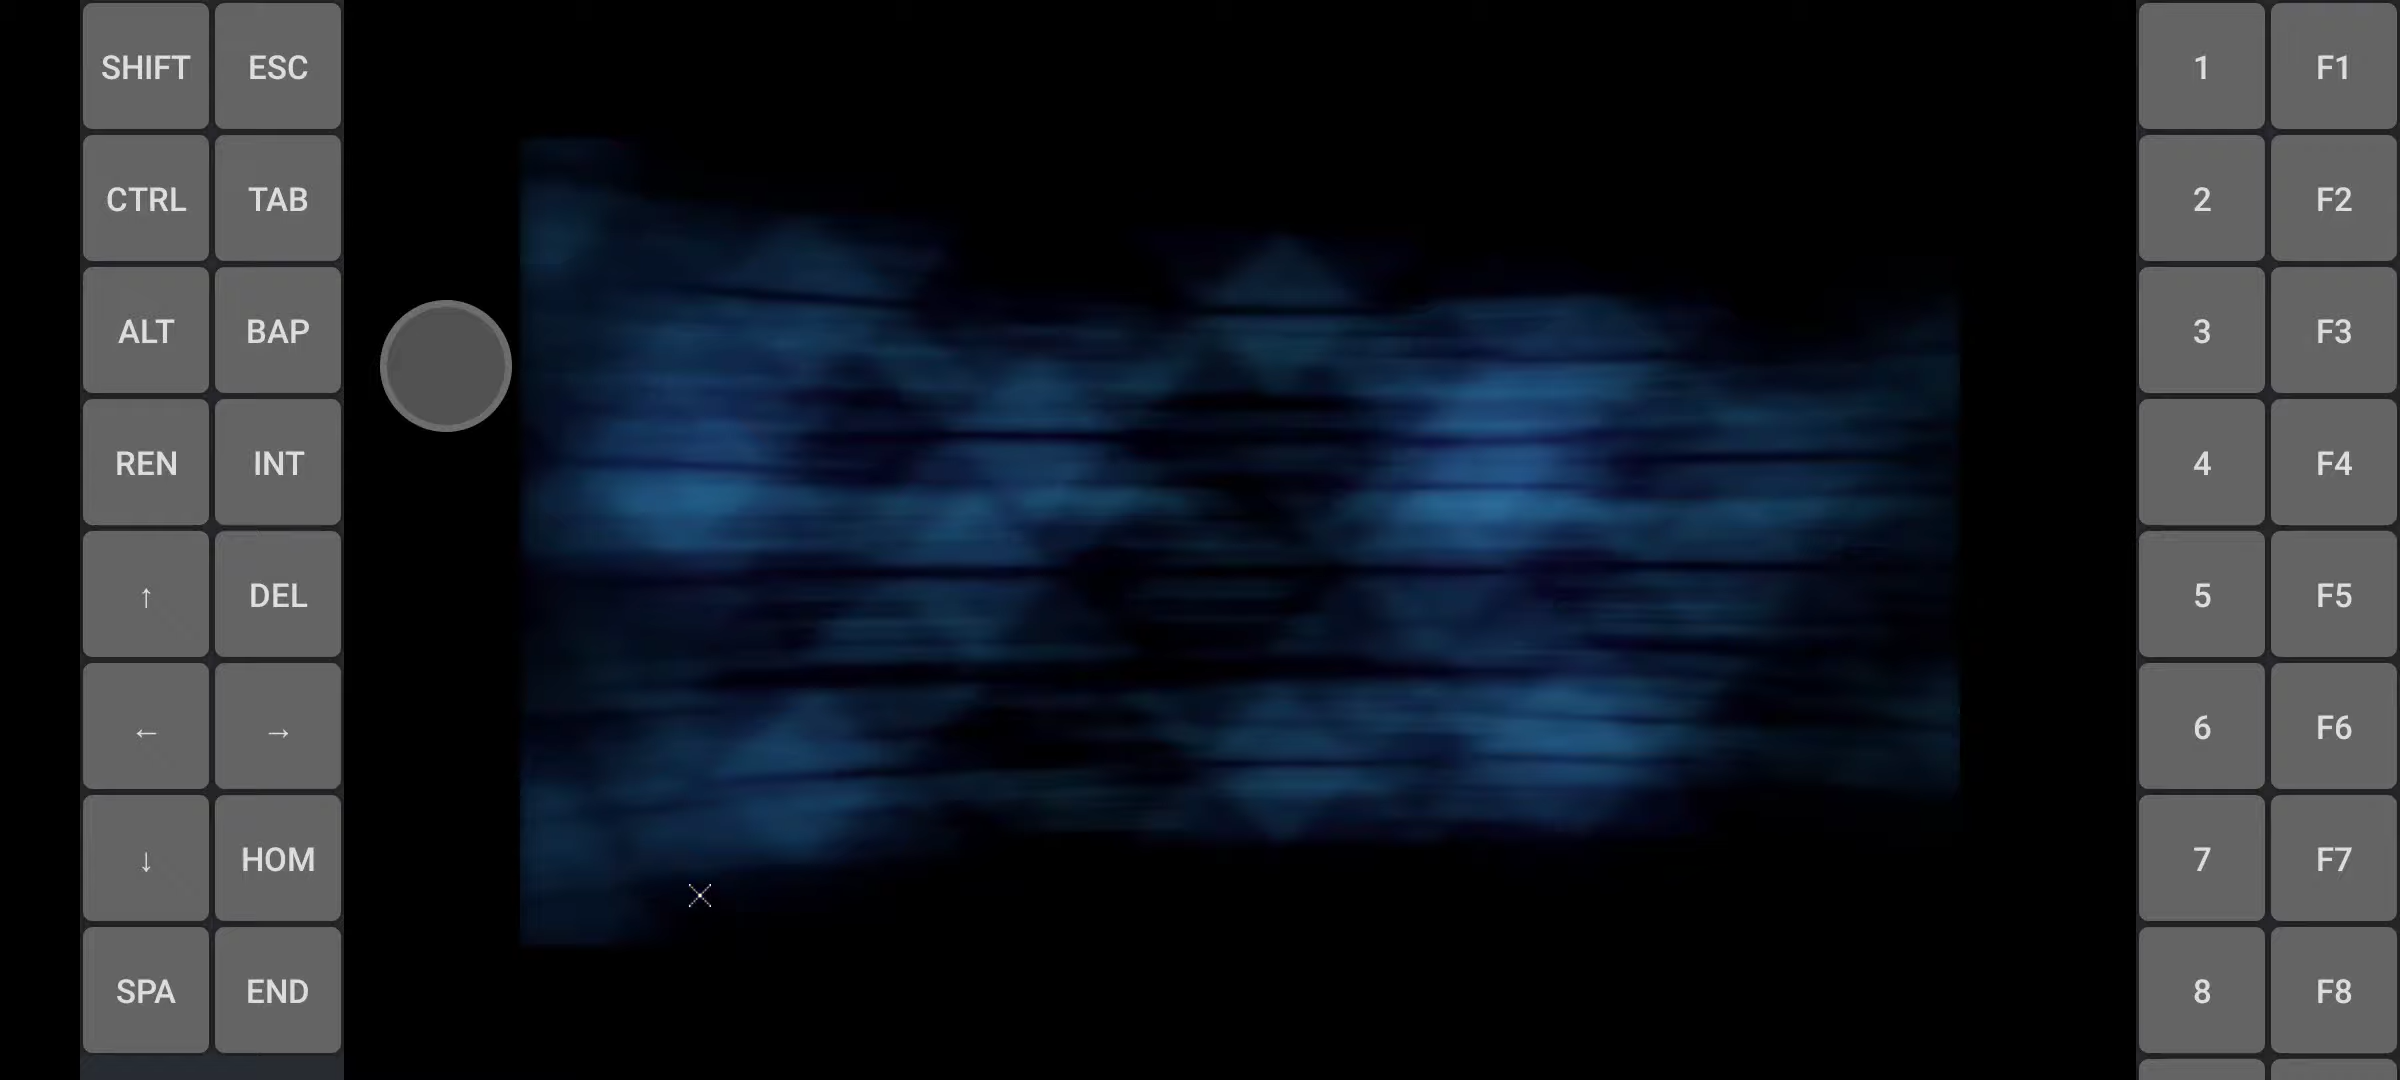 SHIFT ESC 1 F1
CTRL TAB 2 F2
ALT BAP 3 F3
REN INT 4 F4
↑ DEL 5 F5
← → 6 F6
↓ HOM 7 F7
SPA END 8 F8